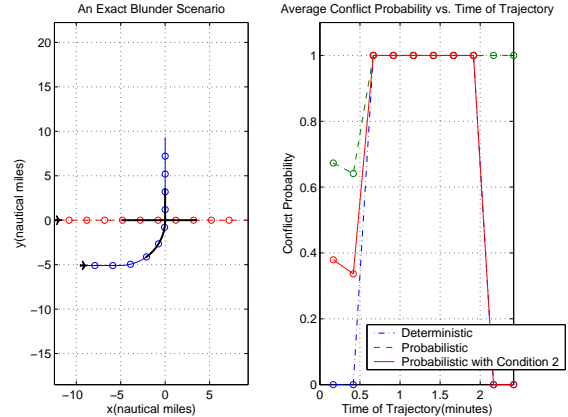 An Exact Blunder Scenario
20
15
10
5
0
−5
−10
−15
−10
−5
0
5
x(nautical miles)
y(nautical miles)
Average Conflict Probability vs. Time of Trajectory
1
0.8
0.6
0.4
0.2
0
0
0.5
1
1.5
2
Time of Trajectory(minutes)
Conflict Probability
Deterministic
Probabilistic
Probabilistic with Condition 2